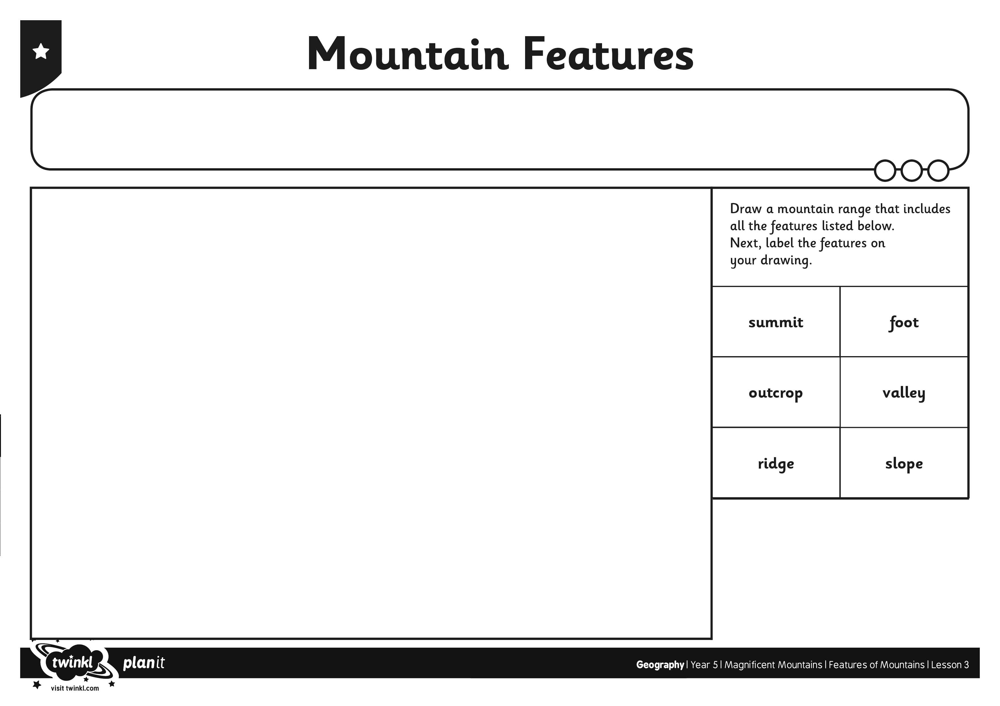 Mountain Features
Draw a mountain range that includes
all the features listed below.
Next, label the features on
your drawing.
summit
foot
outcrop
valley
ridge
slope
twinkl
planit
Geography | Year 5 | Magnificent Mountains | Features of Mountains | Lesson 3
visit twinkl.com